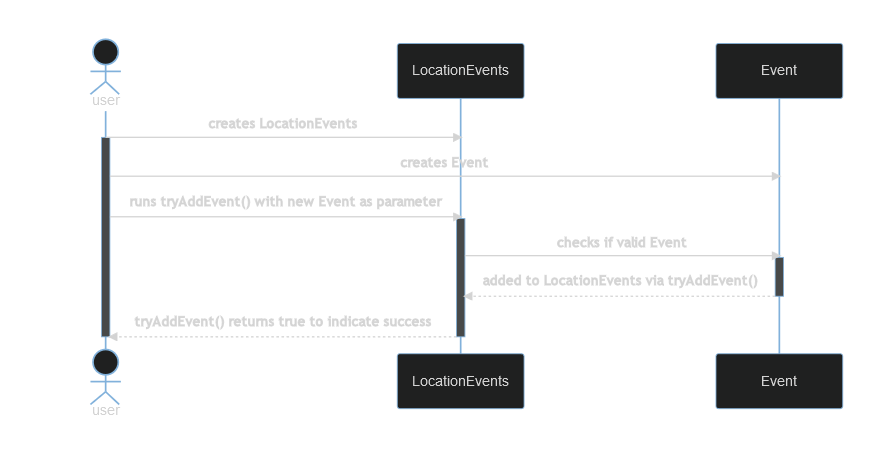 LocationEvents
Event
user
creates LocationEvents
creates Event
runs tryAddEvent() with new Event as parameter
checks if valid Event
added to LocationEvents via tryAddEvent()
tryAddEvent() returns true to indicate success
LocationEvents
Event
user